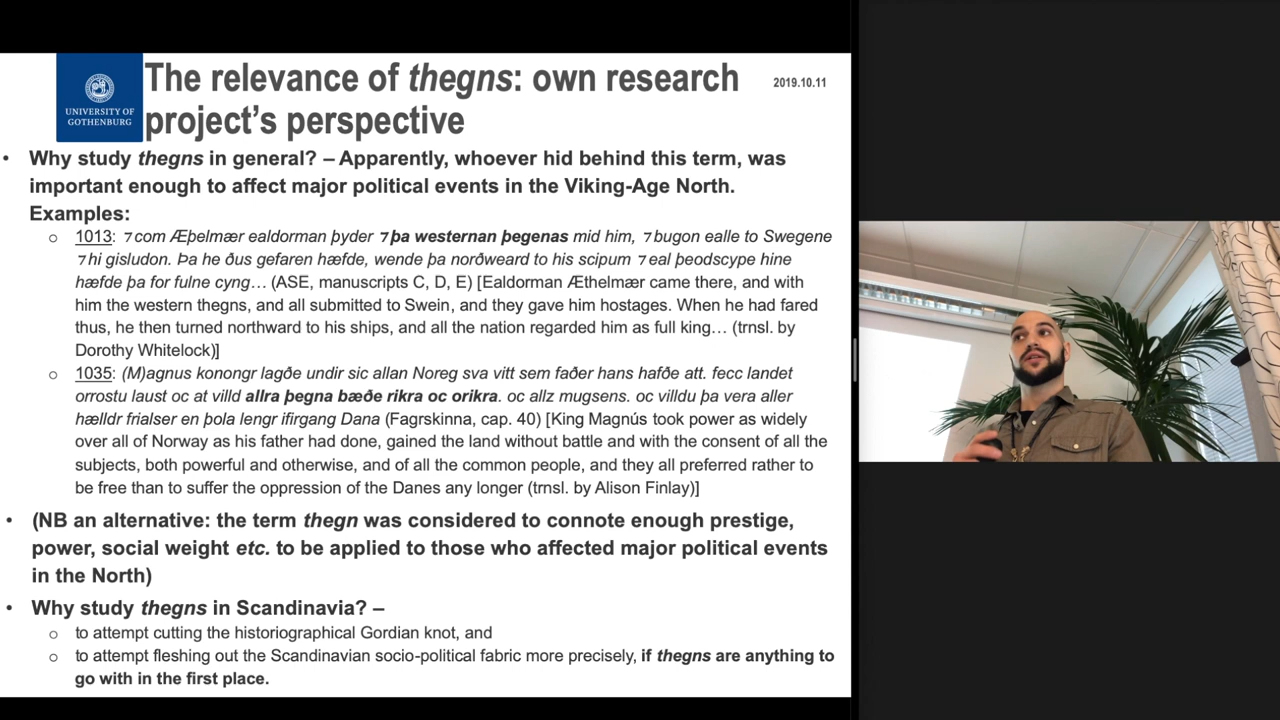 UNIVERSITY OF
GOTHENBURG
The relevance of thegns: own research
project's perspective
2019.10.11
• Why study thegns in general? – Apparently, whoever hid behind this term, was
important enough to affect major political events in the Viking-Age North.
Examples:
○ 1013: ⁊com Æþelmær ealdorman þyder ⁊þa westernan þegenas mid him, ⁊bugon ealle to Swegene
⁊hi gisludon. Þa he ðus gefaren hæfde, wende þa norðweard to his scipum ⁊eal þeodscype hine
hæfde þa for fulne cyng… (ASE, manuscripts C, D, E) [Ealdorman Æthelmær came there, and with
him the western thegns, and all submitted to Swein, and they gave him hostages. When he had fared
thus, he then turned northward to his ships, and all the nation regarded him as full king… (trnsl. by
Dorothy Whitelock)]
○ 1035: (M)agnus konongr lagðe undir sic allan Noreg sva vitt sem faðer hans hafðe att. fecc landet
orrostu laust oc at villd allra þegna bæðe rikra oc orikra. oc allz mugsens. oc villdu þa vera aller
hælldr frialser en þola lengr ifirgang Dana (Fagrskinna, cap. 40) [King Magnús took power as widely
over all of Norway as his father had done, gained the land without battle and with the consent of all the
subjects, both powerful and otherwise, and of all the common people, and they all preferred rather to
be free than to suffer the oppression of the Danes any longer (trnsl. by Alison Finlay)]
• (NB an alternative: the term thegn was considered to connote enough prestige,
power, social weight etc. to be applied to those who affected major political events
in the North)
• Why study thegns in Scandinavia? –
○ to attempt cutting the historiographical Gordian knot, and
○ to attempt fleshing out the Scandinavian socio-political fabric more precisely, if thegns are anything to
go with in the first place.